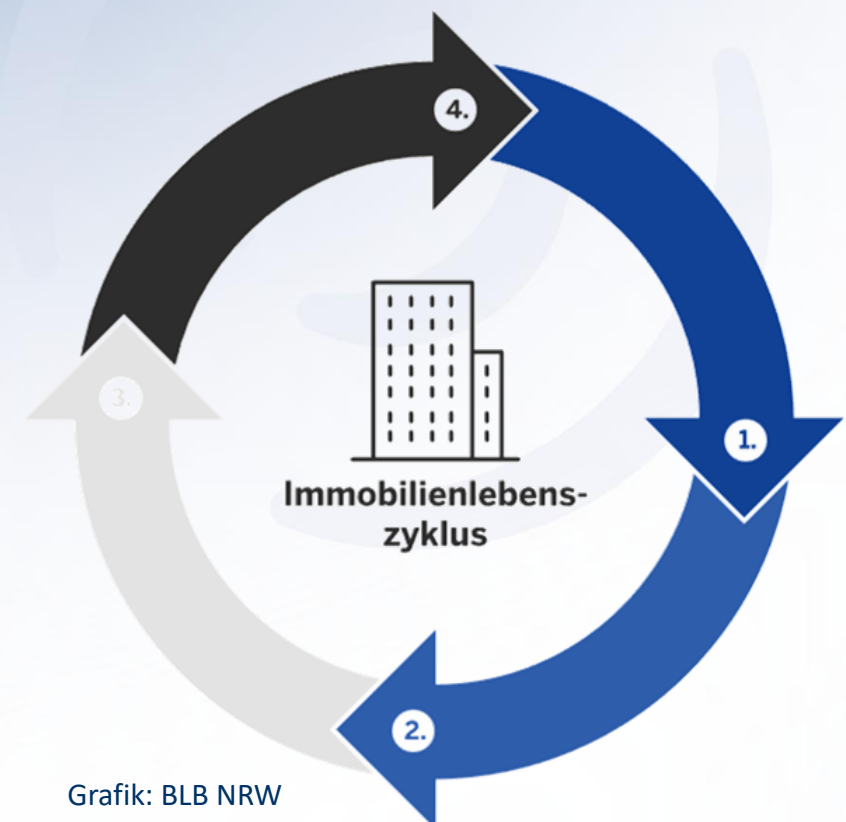 4.
1.
3.
Immobilienlebens-
zyklus
2.
Grafik: BLB NRW